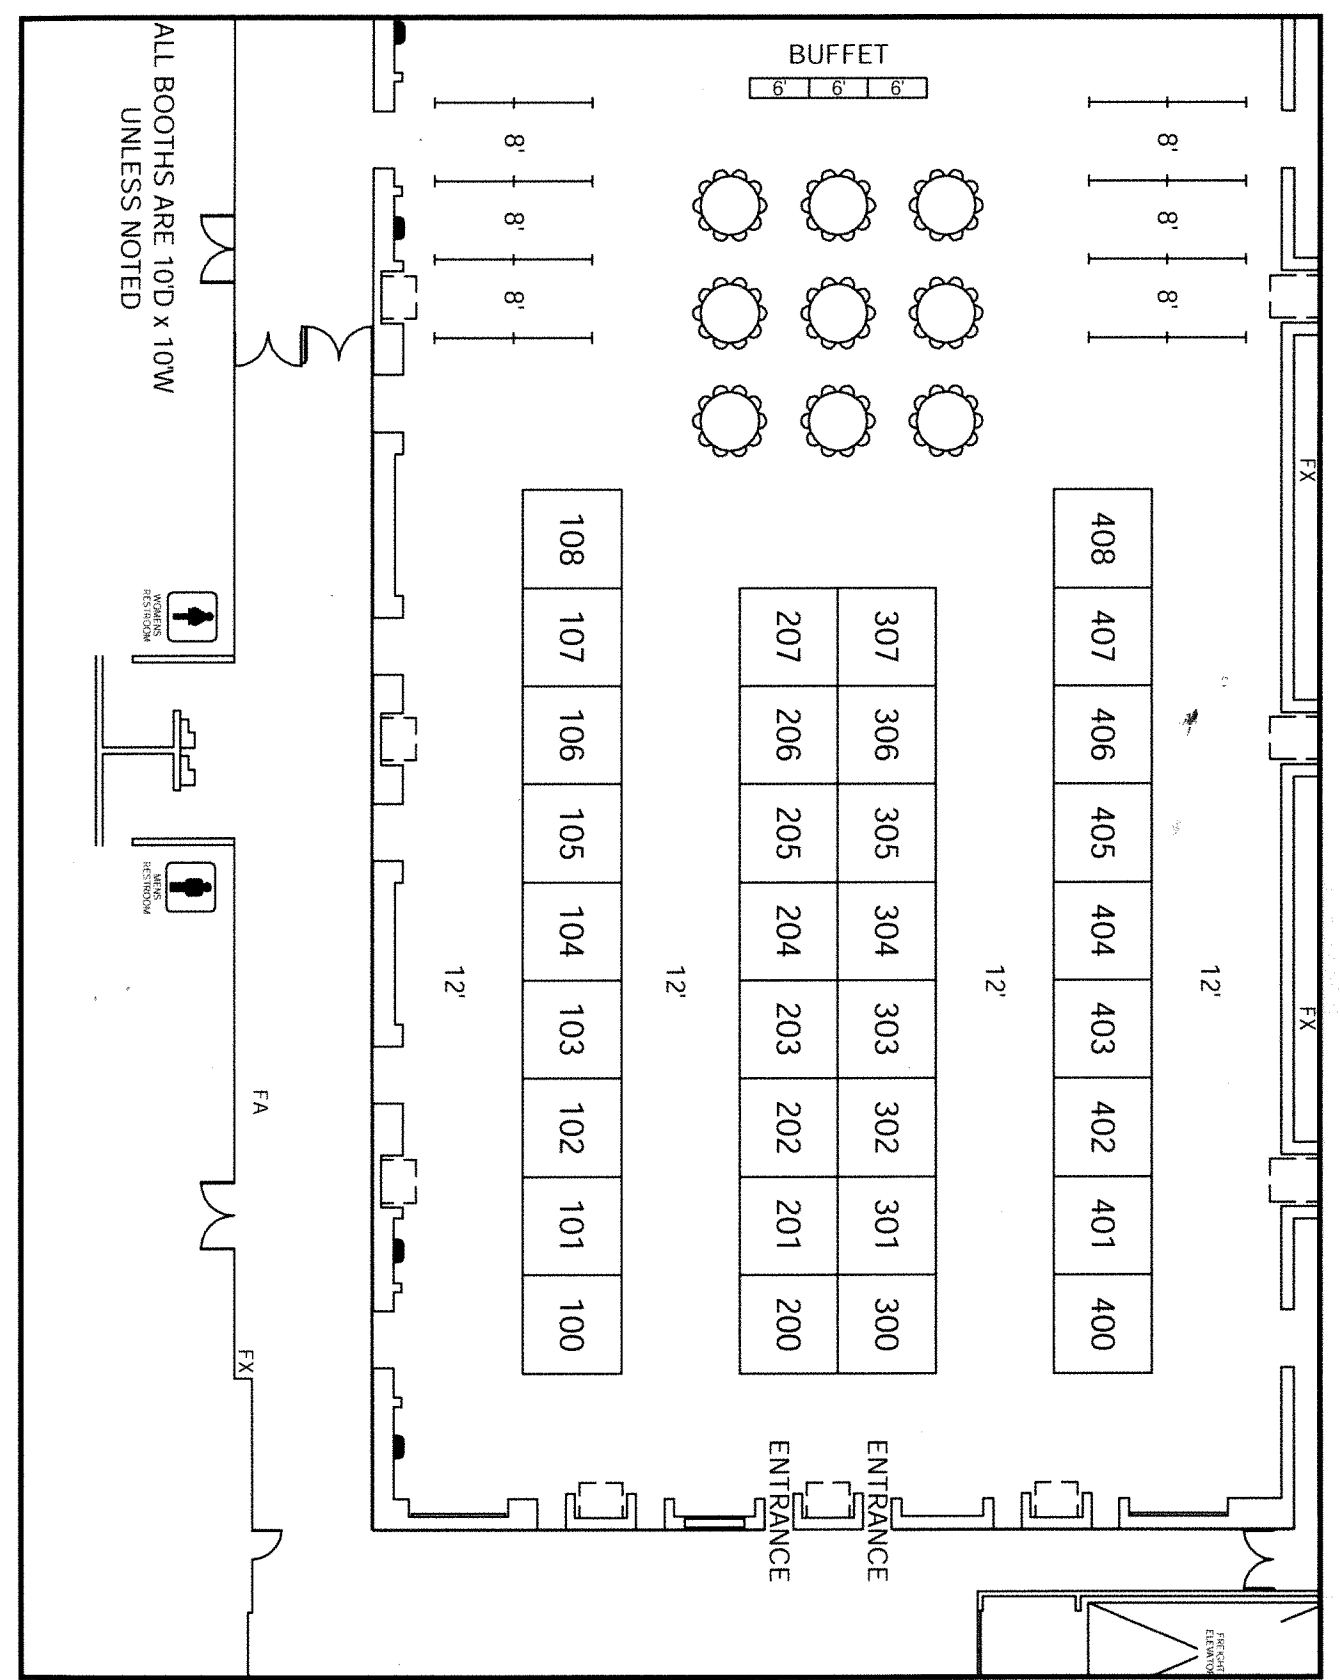 BUFFET
6' 6' 6'
ALL BOOTHS ARE 10'D x 10'W
UNLESS NOTED
8'
8'
8'
8'
8'
8'
FX
108
408
107
207
307
407
WOMENS
RESTROOM
106
206
306
406
105
205
305
405
MENS
RESTROOM
104
204
304
404
12'
12'
12'
12'
103
203
303
403
FX
FA
102
202
302
402
101
201
301
401
100
200
300
400
FX
ENTRANCE
ENTRANCE
FREIGHT
ELEVATOR